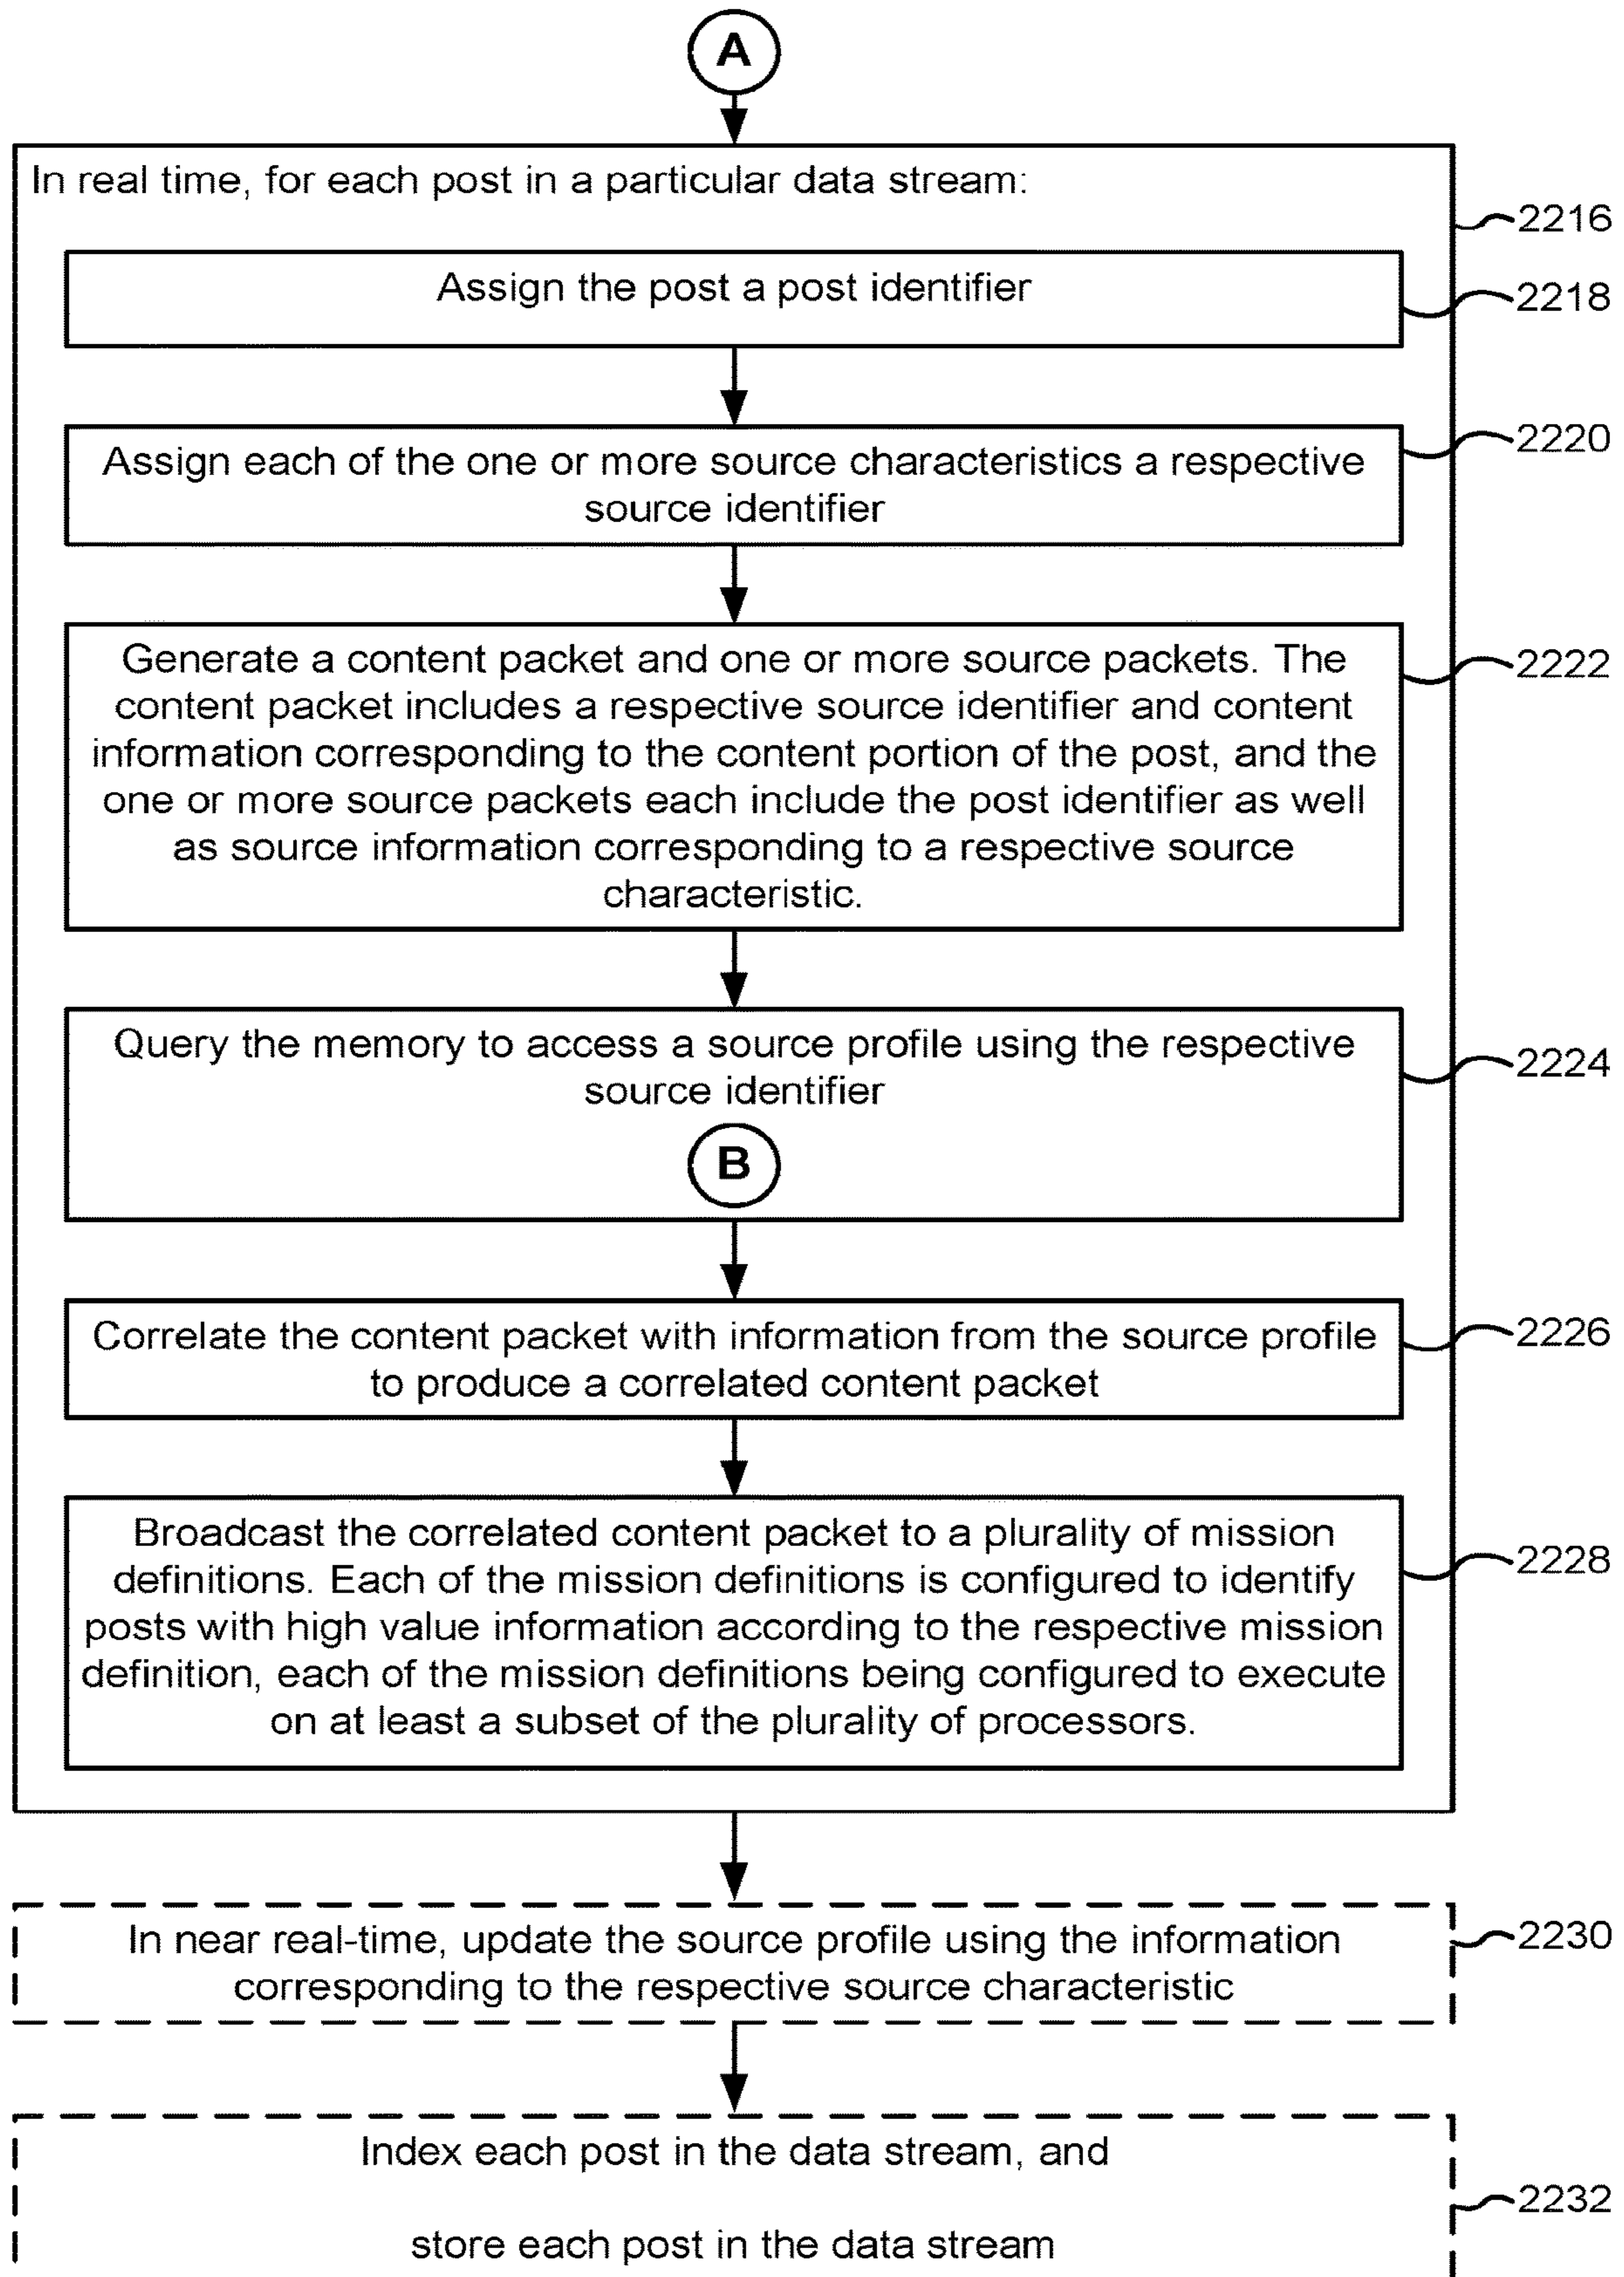 A
In real time, for each post in a particular data stream:
2216
Assign the post a post identifier
2218
Assign each of the one or more source characteristics a respective
source identifier
2220
Generate a content packet and one or more source packets. The
content packet includes a respective source identifier and content
information corresponding to the content portion of the post, and the
one or more source packets each include the post identifier as well
as source information corresponding to a respective source
characteristic.
2222
Query the memory to access a source profile using the respective
source identifier
2224
B
Correlate the content packet with information from the source profile
to produce a correlated content packet
2226
Broadcast the correlated content packet to a plurality of mission
definitions. Each of the mission definitions is configured to identify
posts with high value information according to the respective mission
definition, each of the mission definitions being configured to execute
on at least a subset of the plurality of processors.
2228
In near real-time, update the source profile using the information
corresponding to the respective source characteristic
2230
Index each post in the data stream, and
store each post in the data stream
2232